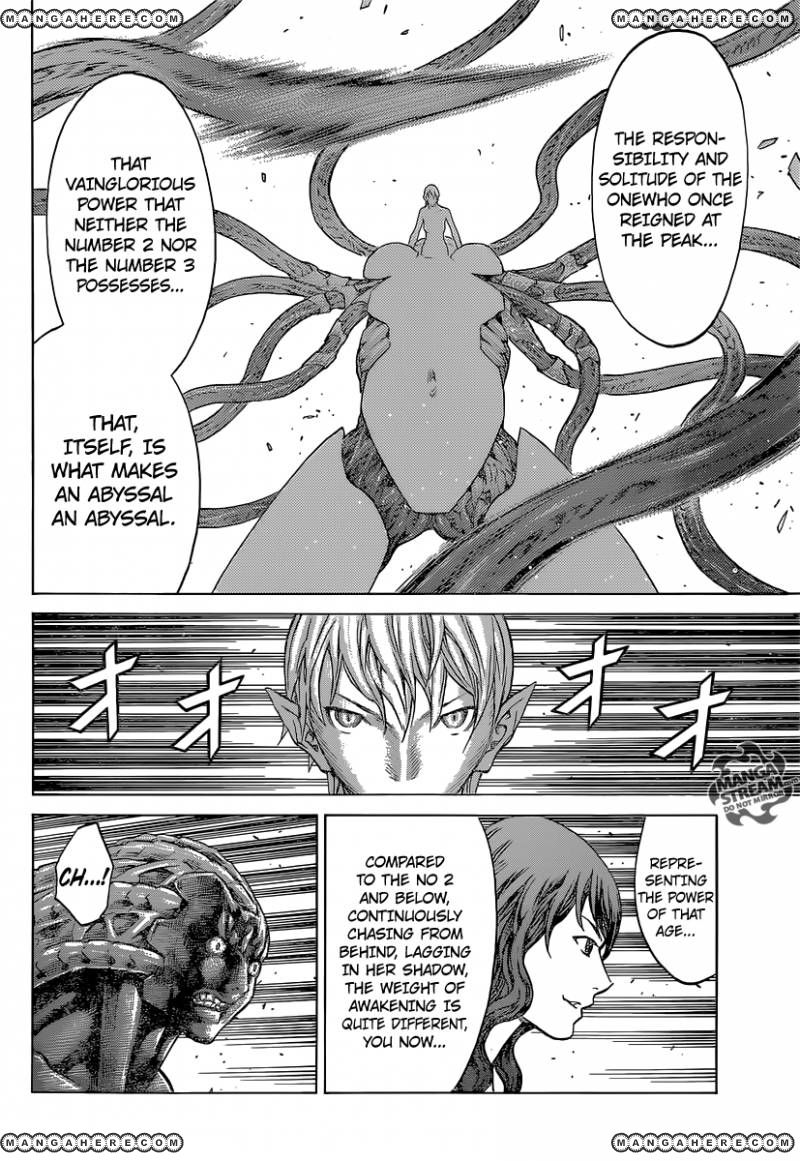 MANGAHERE.COM
MANGAHERE.COM
THE RESPON-
SIBILITY AND
SOLITUDE OF THE
ONEWHO ONCE
REIGNED AT
THE PEAK...
THAT
VAINGLORIOUS
POWER THAT
NEITHER THE
NUMBER 2 NOR
THE NUMBER 3
POSSESSES...
THAT,
ITSELF, IS
WHAT MAKES
AN ABYSSAL
AN ABYSSAL.
オ オ オ オ
MANGA
STREAM
DO NOT MIRROR
REPRE-
SENTING
THE POWER
OF THAT
AGE...
COMPARED
TO THE NO 2
AND BELOW,
CONTINUOUSLY
CHASING FROM
BEHIND, LAGGING
IN HER SHADOW,
THE WEIGHT OF
AWAKENING IS
QUITE DIFFERENT,
YOU NOW...
CH...!
MANGAHERE.COM
MANGAHERE.COM